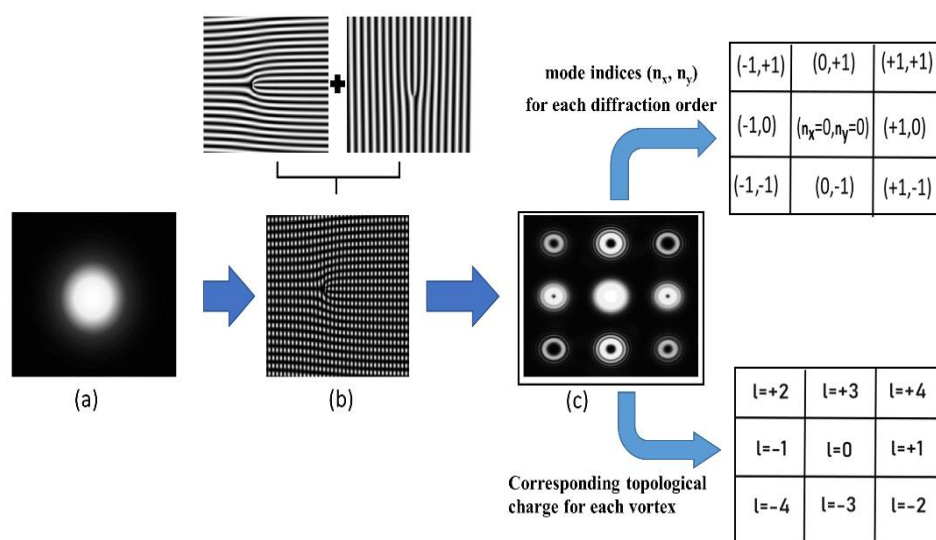 mode indices (nₓ, nᵧ)
for each diffraction order
(-1,+1) (0,+1) (+1,+1)
(-1,0) (nₓ=0,nᵧ=0) (+1,0)
(-1,-1) (0,-1) (+1,-1)
(a)
(b)
(c)
Corresponding topological
charge for each vortex
l=+2 l=+3 l=+4
l=-1 l=0 l=+1
l=-4 l=-3 l=-2